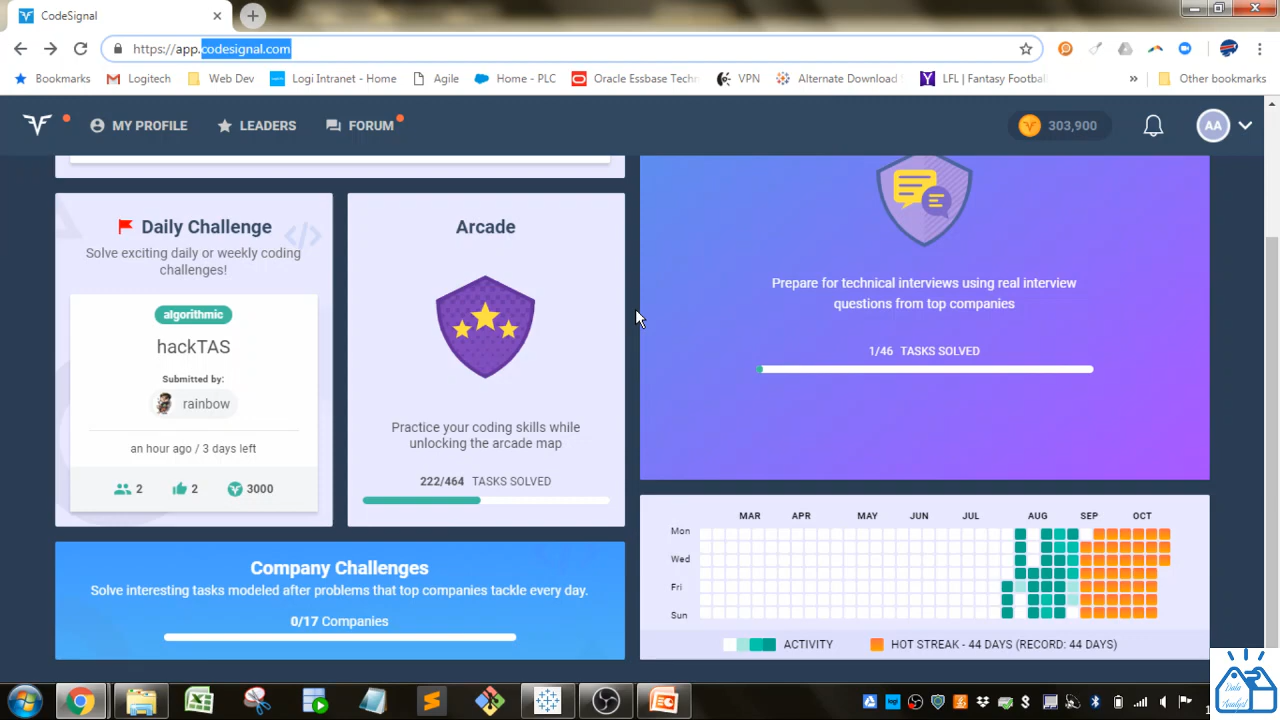 CodeSignal
https://app.codesignal.com
Bookmarks
Logitech
Web Dev
Logi Intranet - Home
Agile
Home - PLC
Oracle Essbase Techn
VPN
Alternate Download
LFL | Fantasy Football
Other bookmarks
MY PROFILE
LEADERS
FORUM
303,900
AA
Daily Challenge
Solve exciting daily or weekly coding
challenges!
algorithmic
hackTAS
Submitted by:
rainbow
an hour ago / 3 days left
2
2
3000
Arcade
Practice your coding skills while
unlocking the arcade map
222/464 TASKS SOLVED
Prepare for technical interviews using real interview
questions from top companies
1/46 TASKS SOLVED
Company Challenges
Solve interesting tasks modeled after problems that top companies tackle every day.
0/17 Companies
MAR APR MAY JUN JUL AUG SEP OCT
Mon
Wed
Fri
Sun
ACTIVITY
HOT STREAK - 44 DAYS (RECORD: 44 DAYS)
Data
Analyst